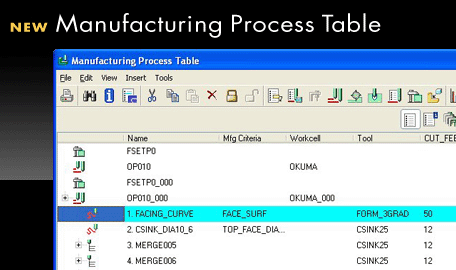 NEW Manufacturing Process Table
Manufacturing Process Table
File Edit View Insert Tools
Name Mfg Criteria Workcell Tool CUT_FEE
FSETP0
OP010 OKUMA
FSETP0_000
OP010_000 OKUMA_000
1. FACING_CURVE FACE_SURF FORM_3GRAD 50
2. CSINK_DIA10_6 TOP_FACE_DIA... CSINK25 12
3. MERGE005 CSINK25 12
4. MERGE006 CSINK25 12